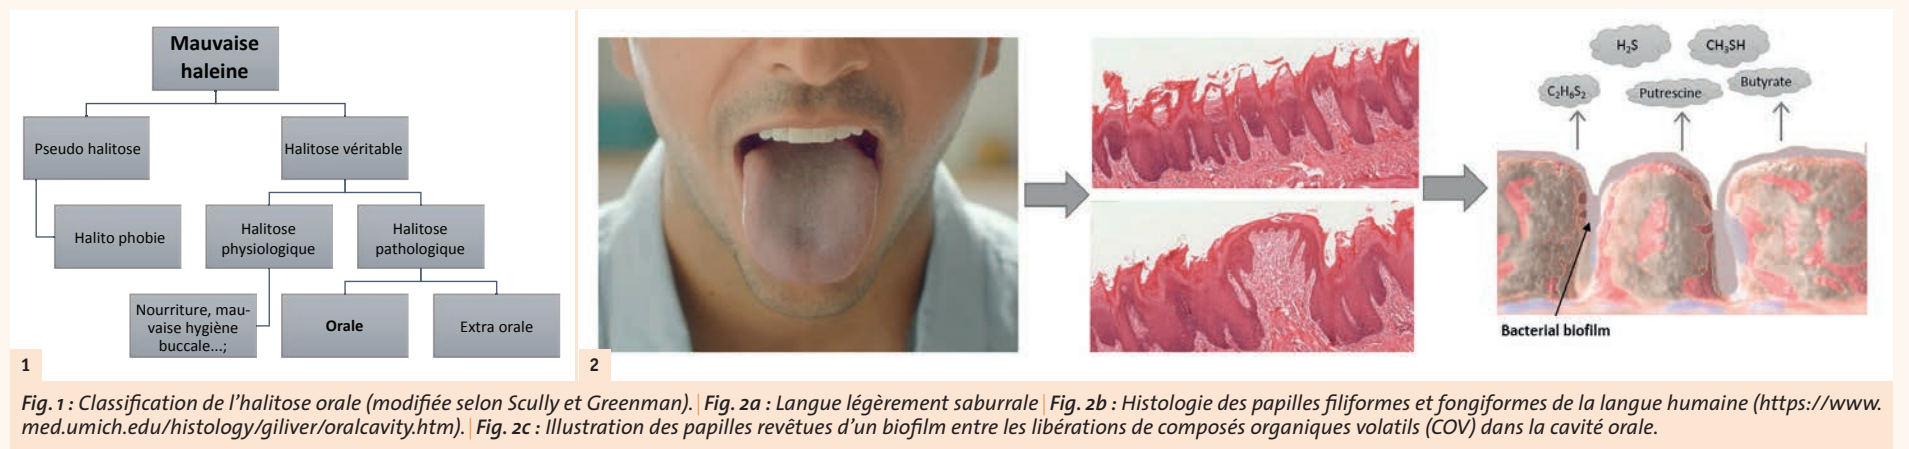 Mauvaise
haleine
Pseudo halitose
Halitose véritable
Halito phobie
Halitose
physiologique
Halitose
pathologique
Nourriture, mau-
vaise hygiène
buccale...;
Orale
Extra orale
1
H₂S
CH₃SH
C₂H₆S₂
Putrescine
Butyrate
Bacterial biofilm
2
Fig. 1 : Classification de l'halitose orale (modifiée selon Scully et Greenman). | Fig. 2a : Langue légèrement saburrale | Fig. 2b : Histologie des papilles filiformes et fongiformes de la langue humaine (https://www.
med.umich.edu/histology/giliver/oralcavity.htm). | Fig. 2c : Illustration des papilles revêtues d'un biofilm entre les libérations de composés organiques volatils (COV) dans la cavité orale.